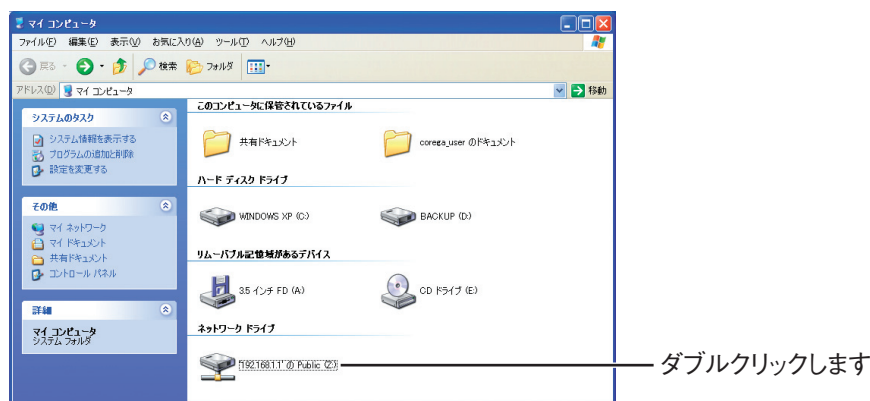 マイ コンピュータ
ファイル(F) 編集(E) 表示(V) お気に入り(A) ツール(T) ヘルプ(H)
戻る 検索 フォルダ
アドレス(D) マイ コンピュータ 移動
システムのタスク
システム情報を表示する
プログラムの追加と削除
設定を変更する
その他
マイ ネットワーク
マイ ドキュメント
共有ドキュメント
コントロール パネル
詳細
マイ コンピュータ
システム フォルダ
このコンピュータに保管されているファイル
共有ドキュメント corega_user のドキュメント
ハード ディスク ドライブ
WINDOWS XP (C:) BACKUP (D:)
リムーバブル記憶域があるデバイス
3.5 インチ FD (A:) CD ドライブ (E:)
ネットワーク ドライブ
'192.168.1.1' の Public (Z:)
ダブルクリックします